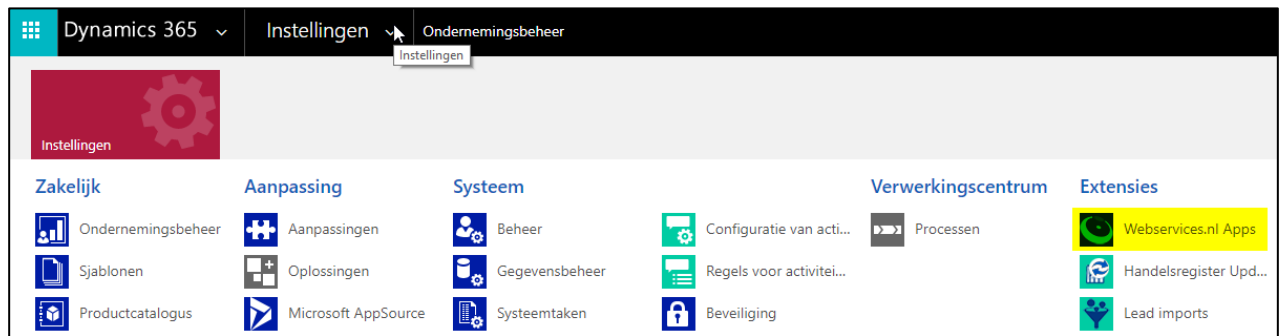 Dynamics 365 Instellingen Ondernemingsbeheer
Instellingen
Instellingen
Zakelijk Aanpassing Systeem Verwerkingscentrum Extensies
Ondernemingsbeheer Aanpassingen Beheer Configuratie van acti... Processen Webservices.nl Apps
Sjablonen Oplossingen Gegevensbeheer Regels voor activitei... Handelsregister Upd...
Productcatalogus Microsoft AppSource Systeemtaken Beveiliging Lead imports